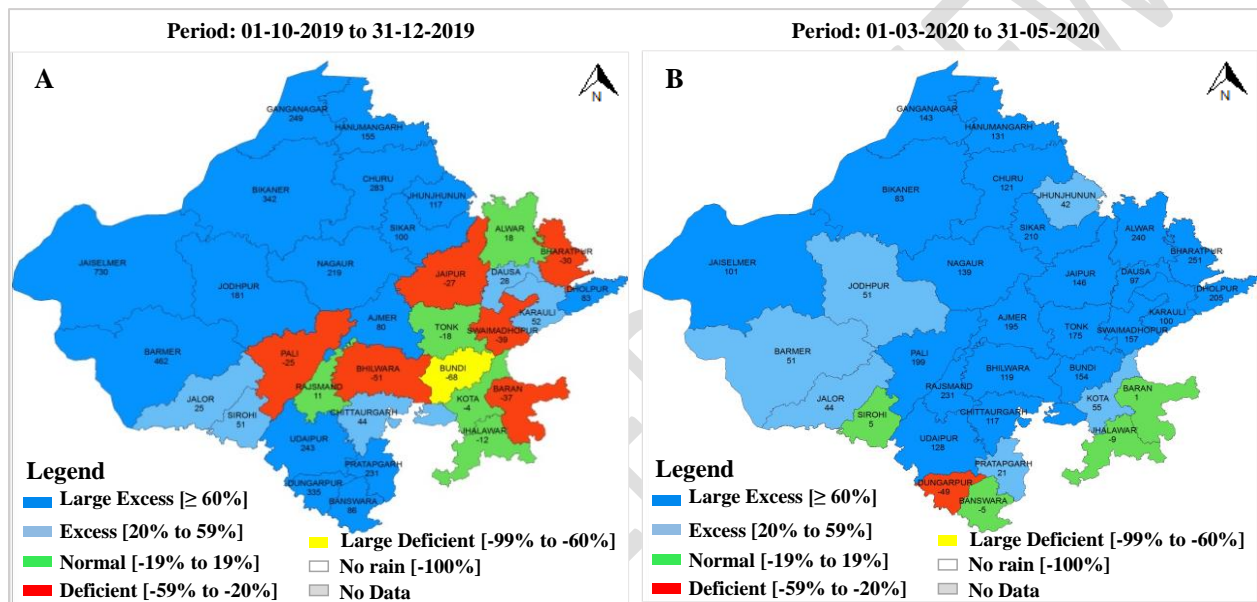 Period: 01-10-2019 to 31-12-2019
A
N
GANGANAGAR
249
HANUMANGARH
155
BIKANER
342
CHURU
283
JHUNJHUNUN
117
SIKAR
100
ALWAR
18
BHARATPUR
-30
JAISELMER
730
NAGAUR
219
JAIPUR
-27
DAUSA
28
DHOLPUR
83
JODHPUR
181
KARAULI
52
AJMER
80
TONK
-18
SWAIMADHOPUR
-39
BARMER
462
PALI
-25
RAJSMAND
11
BHILWARA
-51
BUNDI
-68
BARAN
-37
JALOR
25
SIROHI
51
CHITTAURGARH
44
KOTA
-4
JHALAWAR
-12
UDAIPUR
243
PRATAPGARH
231
DUNGARPUR
335
BANSWARA
86
Legend
Large Excess [≥ 60%]
Excess [20% to 59%]
Normal [-19% to 19%]
Deficient [-59% to -20%]
Large Deficient [-99% to -60%]
No rain [-100%]
No Data
Period: 01-03-2020 to 31-05-2020
B
N
GANGANAGAR
143
HANUMANGARH
131
BIKANER
83
CHURU
121
JHUNJHUNUN
42
SIKAR
210
ALWAR
240
BHARATPUR
251
JAISELMER
101
NAGAUR
139
JAIPUR
146
DAUSA
97
DHOLPUR
205
JODHPUR
51
KARAULI
100
AJMER
195
TONK
175
SWAIMADHOPUR
157
BARMER
51
PALI
199
RAJSMAND
231
BHILWARA
119
BUNDI
154
BARAN
1
JALOR
44
SIROHI
5
CHITTAURGARH
117
KOTA
55
JHALAWAR
-9
UDAIPUR
128
PRATAPGARH
21
DUNGARPUR
-49
BANSWARA
-5
Legend
Large Excess [≥ 60%]
Excess [20% to 59%]
Normal [-19% to 19%]
Deficient [-59% to -20%]
Large Deficient [-99% to -60%]
No rain [-100%]
No Data